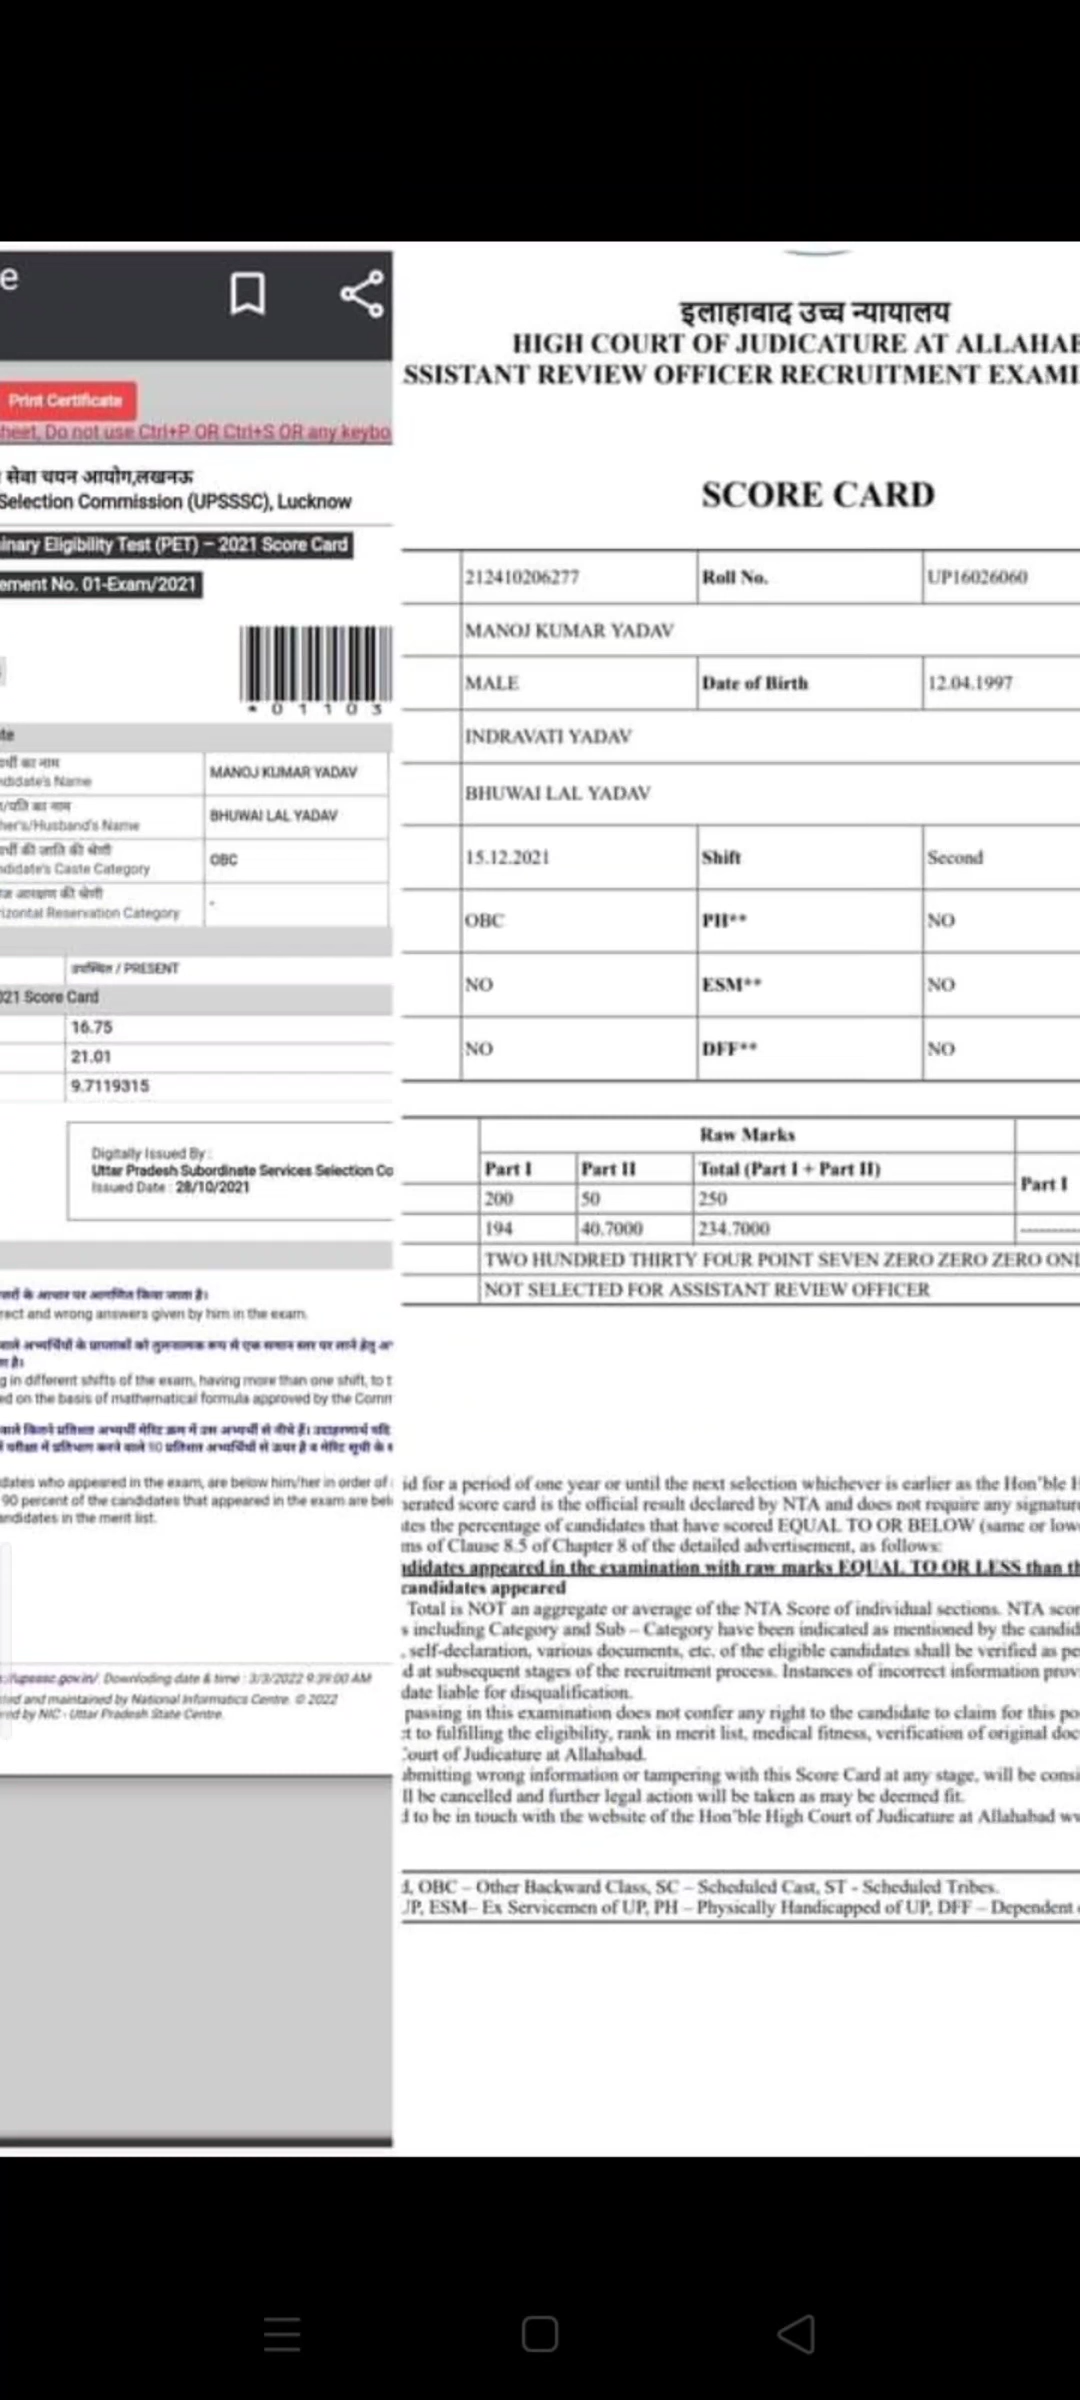 e
Print Certificate
heet, Do not use Ctrl+P OR Ctrl+S OR any keybo
सेवा चयन आयोग,लखनऊ
Selection Commission (UPSSSC), Lucknow
inary Eligibility Test (PET) – 2021 Score Card
ement No. 01-Exam/2021
* 0 1 1 0 3
te
र्थी का नाम
ndidate's Name
MANOJ KUMAR YADAV
/पति का नाम
her's/Husband's Name
BHUWAI LAL YADAV
र्थी की जाति की श्रेणी
ndidate's Caste Category
OBC
आरक्षण की श्रेणी
rizontal Reservation Category
-
उपस्थित / PRESENT
021 Score Card
16.75
21.01
9.7119315
Digitally Issued By :
Uttar Pradesh Subordinate Services Selection Co
Issued Date : 28/10/2021
के आधार पर आगणित किया जाता है।
rect and wrong answers given by him in the exam.
वाले अभ्यर्थियों के प्राप्तांकों को तुलनात्मक रूप से एक समान स्तर पर लाने हेतु
है।
g in different shifts of the exam, having more than one shift, to t
ed on the basis of mathematical formula approved by the Comm
वाले कितने प्रतिशत अभ्यर्थी मेरिट क्रम में उस अभ्यर्थी से नीचे हैं। उदाहरणार्थ यदि
में परीक्षा में प्रतिभाग करने वाले 90 प्रतिशत अभ्यर्थियों से ऊपर है व मेरिट सूची के
dates who appeared in the exam, are below him/her in order of
90 percent of the candidates that appeared in the exam are bel
andidates in the merit list.
://upsssc.gov.in/ Downloding date & time : 3/3/2022 9:39:00 AM
ted and maintained by National Informatics Centre. © 2022
ed by NIC - Uttar Pradesh State Centre.
इलाहाबाद उच्च न्यायालय
HIGH COURT OF JUDICATURE AT ALLAHAB
SSISTANT REVIEW OFFICER RECRUITMENT EXAMI
SCORE CARD
212410206277 Roll No. UP16026060
MANOJ KUMAR YADAV
MALE Date of Birth 12.04.1997
INDRAVATI YADAV
BHUWAI LAL YADAV
15.12.2021 Shift Second
OBC PH** NO
NO ESM** NO
NO DFF** NO
Raw Marks
Part I Part II Total (Part I + Part II) Part I
200 50 250
194 40.7000 234.7000 ----------
TWO HUNDRED THIRTY FOUR POINT SEVEN ZERO ZERO ZERO ONL
NOT SELECTED FOR ASSISTANT REVIEW OFFICER
id for a period of one year or until the next selection whichever is earlier as the Hon'ble H
nerated score card is the official result declared by NTA and does not require any signature
ates the percentage of candidates that have scored EQUAL TO OR BELOW (same or lowe
ms of Clause 8.5 of Chapter 8 of the detailed advertisement, as follows:
ndidates appeared in the examination with raw marks EQUAL TO OR LESS than th
candidates appeared
Total is NOT an aggregate or average of the NTA Score of individual sections. NTA scor
s including Category and Sub – Category have been indicated as mentioned by the candid
, self-declaration, various documents, etc. of the eligible candidates shall be verified as pe
d at subsequent stages of the recruitment process. Instances of incorrect information prov
date liable for disqualification.
passing in this examination does not confer any right to the candidate to claim for this po
t to fulfilling the eligibility, rank in merit list, medical fitness, verification of original doc
Court of Judicature at Allahabad.
ubmitting wrong information or tampering with this Score Card at any stage, will be consi
ll be cancelled and further legal action will be taken as may be deemed fit.
d to be in touch with the website of the Hon'ble High Court of Judicature at Allahabad ww
d, OBC – Other Backward Class, SC – Scheduled Cast, ST - Scheduled Tribes.
UP, ESM– Ex Servicemen of UP, PH – Physically Handicapped of UP, DFF – Dependent